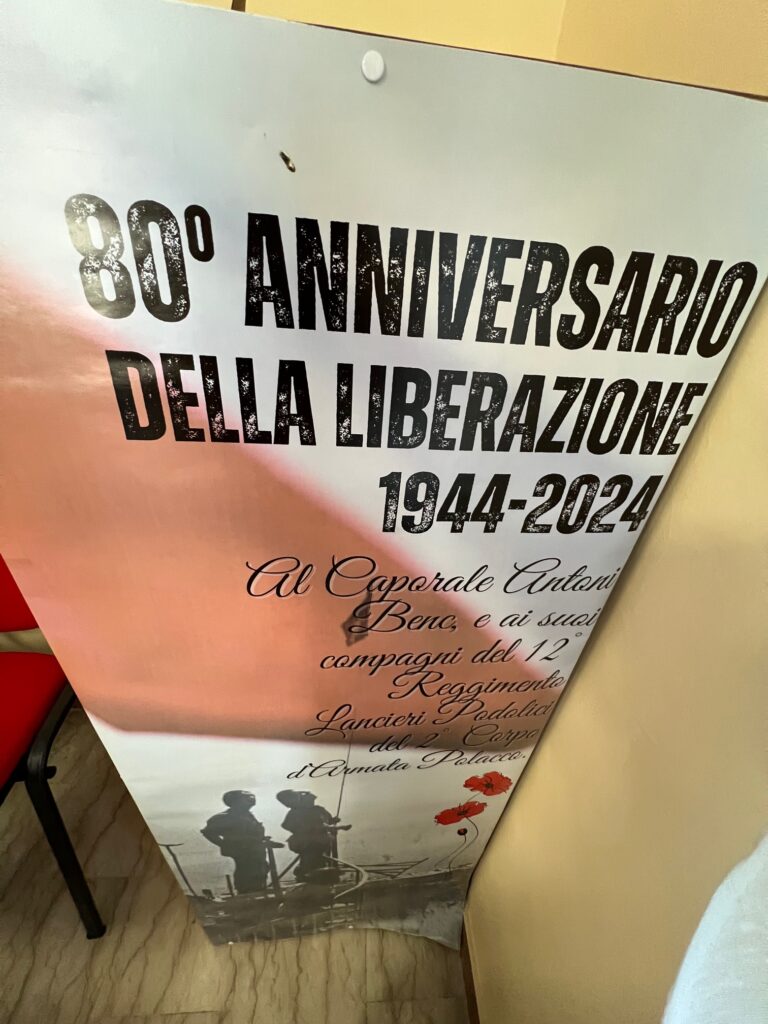 80° ANNIVERSARIO
DELLA LIBERAZIONE
1944-2024
Al Caporale Antoni
Benc, e ai suoi
compagni del 12°
Reggimento
Lancieri Podolici
del 2° Corpo
d'Armata Polacco.